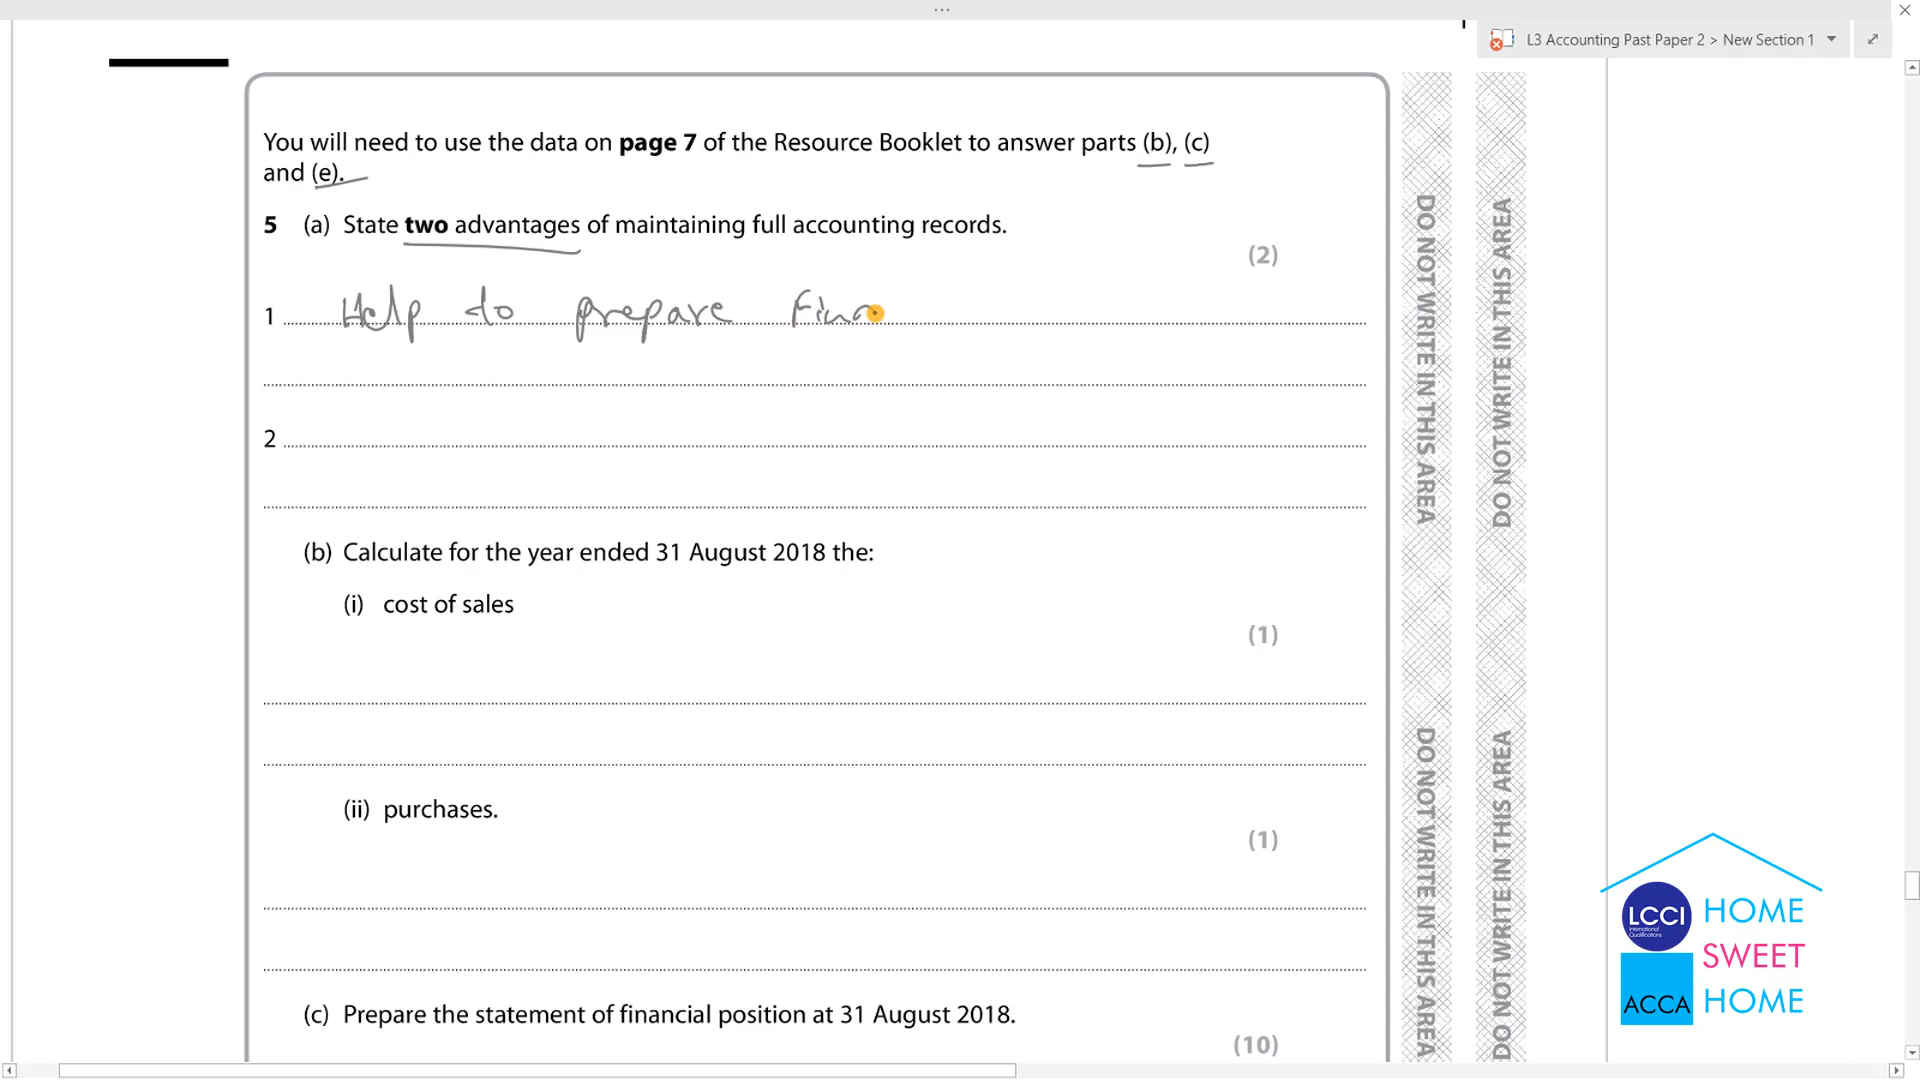 L3 Accounting Past Paper 2 > New Section 1
You will need to use the data on page 7 of the Resource Booklet to answer parts (b), (c)
and (e).
5 (a) State two advantages of maintaining full accounting records.
(2)
1 Help do prepare Fina
2
(b) Calculate for the year ended 31 August 2018 the:
(i) cost of sales
(1)
(ii) purchases.
(1)
(c) Prepare the statement of financial position at 31 August 2018.
(10)
DO NOT WRITE IN THIS AREA
DO NOT WRITE IN THIS AREA
DO NOT WRITE IN THIS AREA
DO NOT WRITE IN THIS AREA
LCCI
International
Qualifications
ACCA
HOME
SWEET
HOME